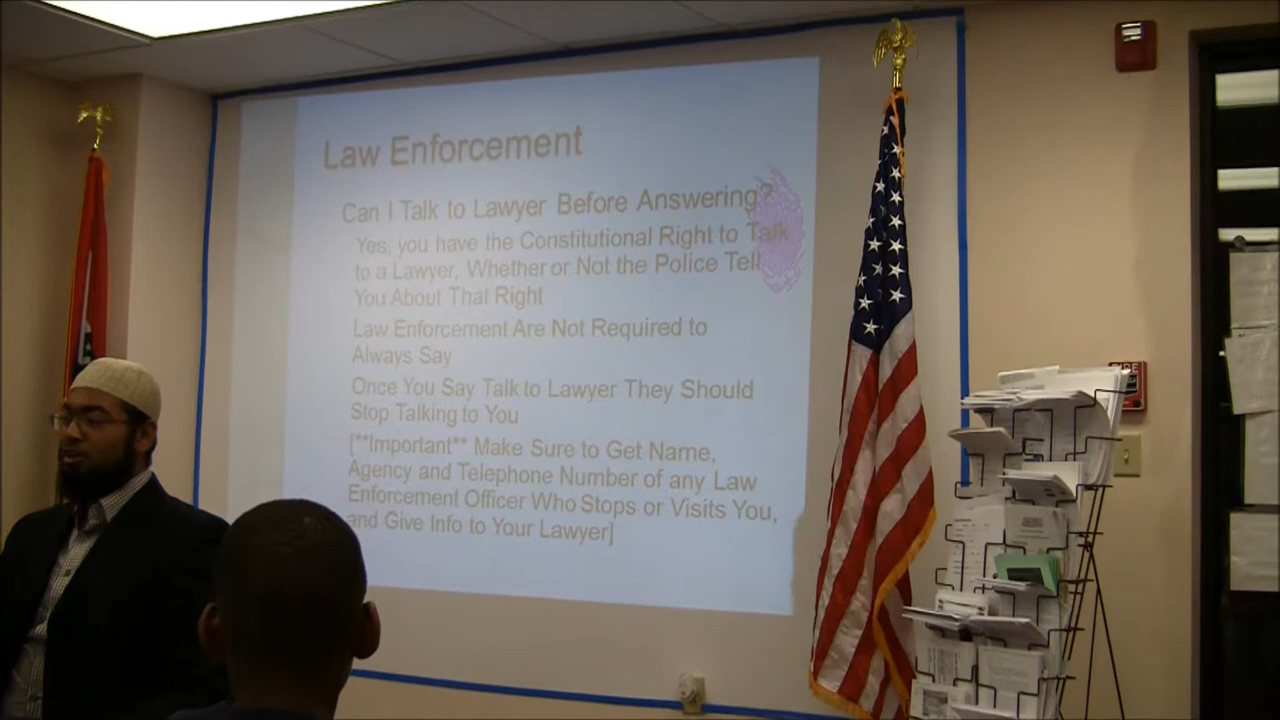 Law Enforcement
Can I Talk to Lawyer Before Answering?
Yes, you have the Constitutional Right to Talk
to a Lawyer, Whether or Not the Police Tell
You About That Right
Law Enforcement Are Not Required to
Always Say
Once You Say Talk to Lawyer They Should
Stop Talking to You
[**Important** Make Sure to Get Name,
Agency and Telephone Number of any Law
Enforcement Officer Who Stops or Visits You,
and Give Info to Your Lawyer]